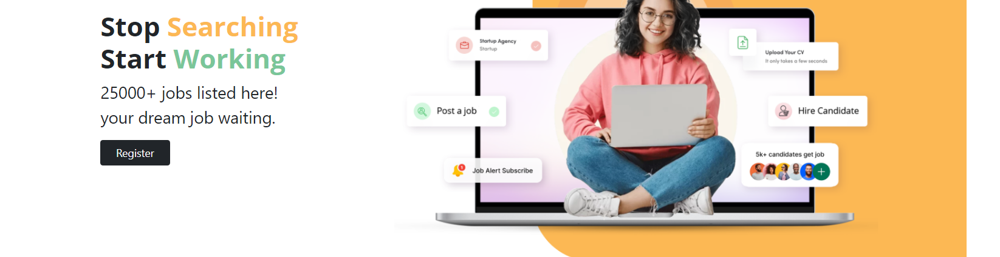 Stop Searching
Start Working
25000+ jobs listed here!
your dream job waiting.
Register
Startup Agency
Startup
Upload Your CV
It only takes a few seconds
Post a job
Hire Candidate
1
Job Alert Subscribe
5k+ candidates get job